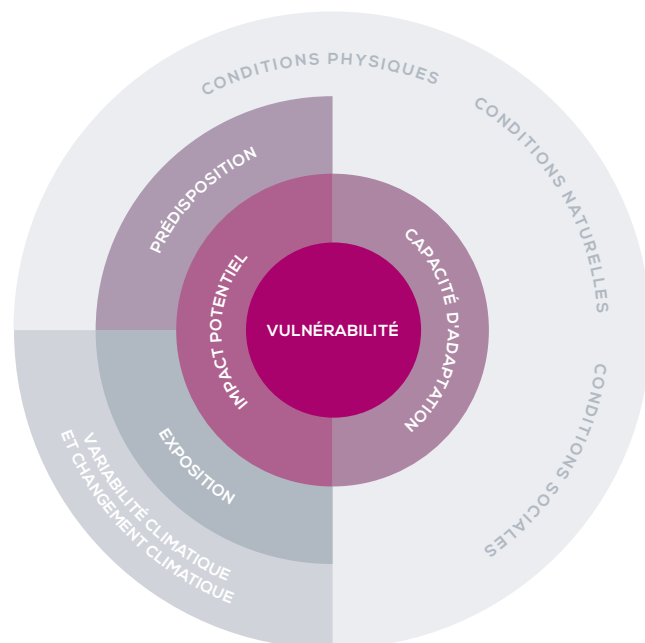 CONDITIONS PHYSIQUES
CONDITIONS NATURELLES
PRÉDISPOSITION
CAPACITÉ D'ADAPTATION
IMPACT POTENTIEL
VULNÉRABILITÉ
CONDITIONS SOCIALES
EXPOSITION
VARIABILITÉ CLIMATIQUE
ET CHANGEMENT CLIMATIQUE